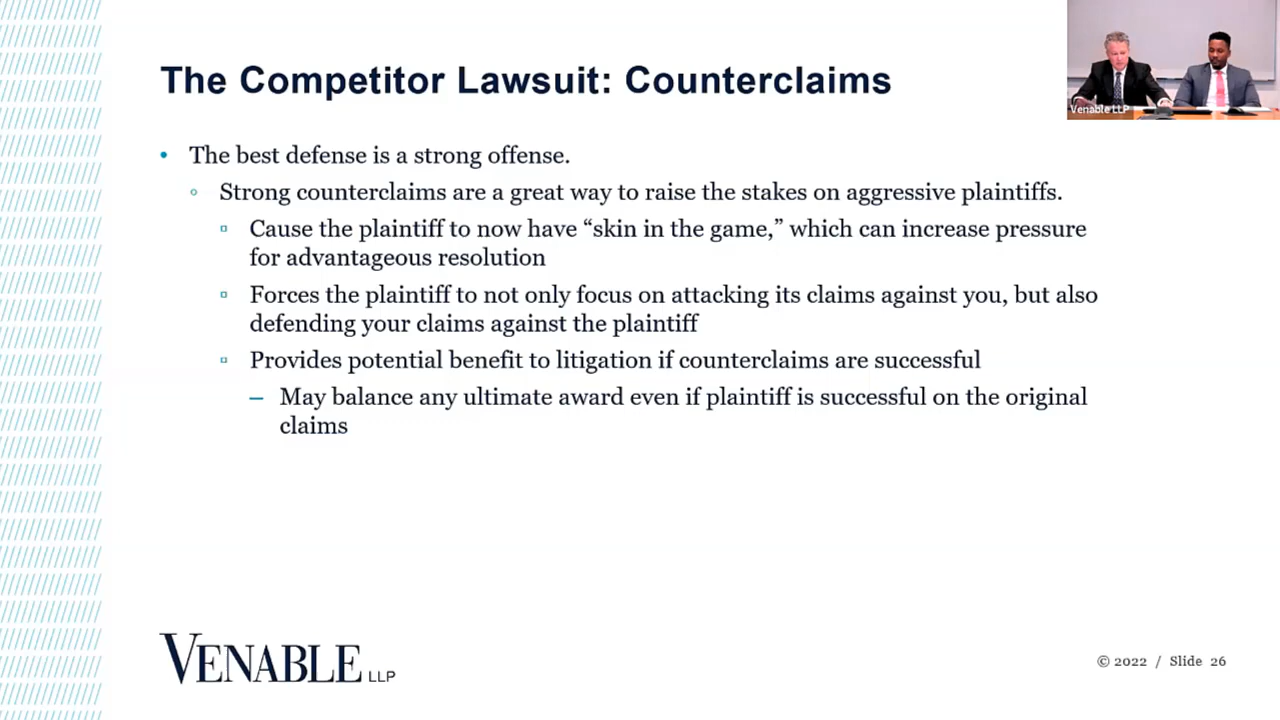 The Competitor Lawsuit: Counterclaims
Venable LLP
• The best defense is a strong offense.
◦ Strong counterclaims are a great way to raise the stakes on aggressive plaintiffs.
▫ Cause the plaintiff to now have “skin in the game,” which can increase pressure
for advantageous resolution
▫ Forces the plaintiff to not only focus on attacking its claims against you, but also
defending your claims against the plaintiff
▫ Provides potential benefit to litigation if counterclaims are successful
– May balance any ultimate award even if plaintiff is successful on the original
claims
VENABLE LLP
© 2022 / Slide 26